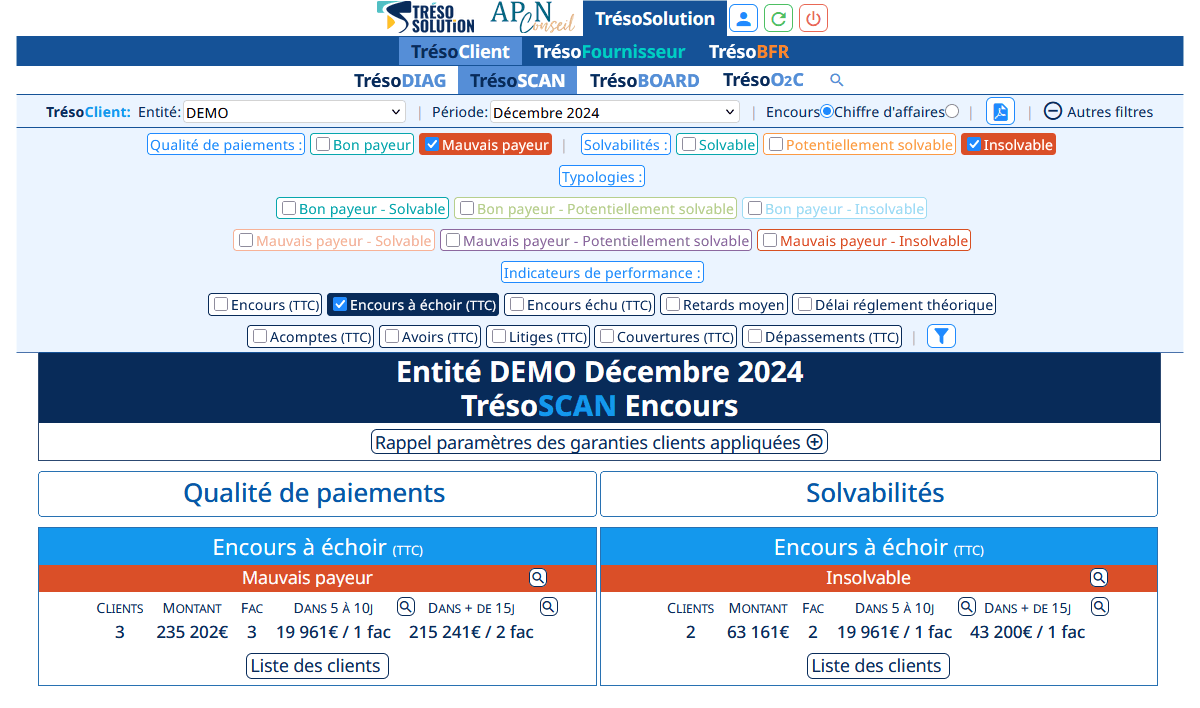 TRÉSO SOLUTION APEN Conseil TrésoSolution
TrésoClient TrésoFournisseur TrésoBFR
TrésoDIAG TrésoSCAN TrésoBOARD TrésoO2C
TrésoClient: Entité: DEMO | Période: Décembre 2024 | Encours Chiffre d'affaires | | Autres filtres
Qualité de paiements : Bon payeur Mauvais payeur | Solvabilités : Solvable Potentiellement solvable Insolvable
Typologies :
Bon payeur - Solvable Bon payeur - Potentiellement solvable Bon payeur - Insolvable
Mauvais payeur - Solvable Mauvais payeur - Potentiellement solvable Mauvais payeur - Insolvable
Indicateurs de performance :
Encours (TTC) Encours à échoir (TTC) Encours échu (TTC) Retards moyen Délai réglement théorique
Acomptes (TTC) Avoirs (TTC) Litiges (TTC) Couvertures (TTC) Dépassements (TTC) |
Entité DEMO Décembre 2024
TrésoSCAN Encours
Rappel paramètres des garanties clients appliquées
Qualité de paiements Solvabilités
Encours à échoir (TTC) Encours à échoir (TTC)
Mauvais payeur Insolvable
Clients Montant Fac Dans 5 à 10j Dans + de 15j Clients Montant Fac Dans 5 à 10j Dans + de 15j
3 235 202€ 3 19 961€ / 1 fac 215 241€ / 2 fac 2 63 161€ 2 19 961€ / 1 fac 43 200€ / 1 fac
Liste des clients Liste des clients